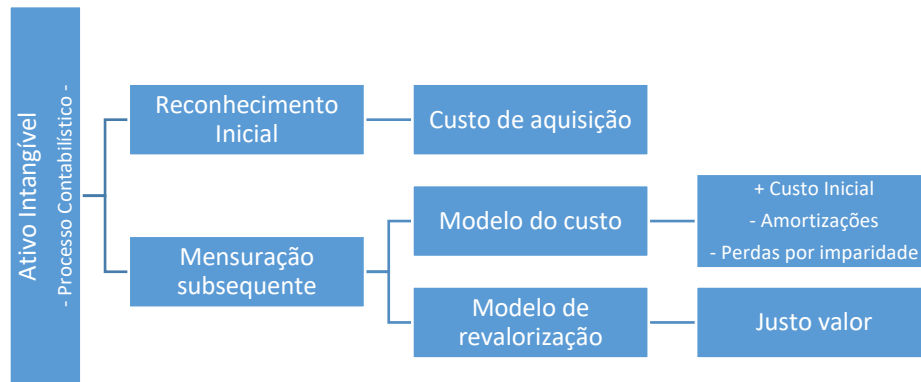 Ativo Intangível
- Processo Contabilístico -
Reconhecimento
Inicial
Custo de aquisição
Mensuração
subsequente
Modelo do custo
+ Custo Inicial
- Amortizações
- Perdas por imparidade
Modelo de
revalorização
Justo valor